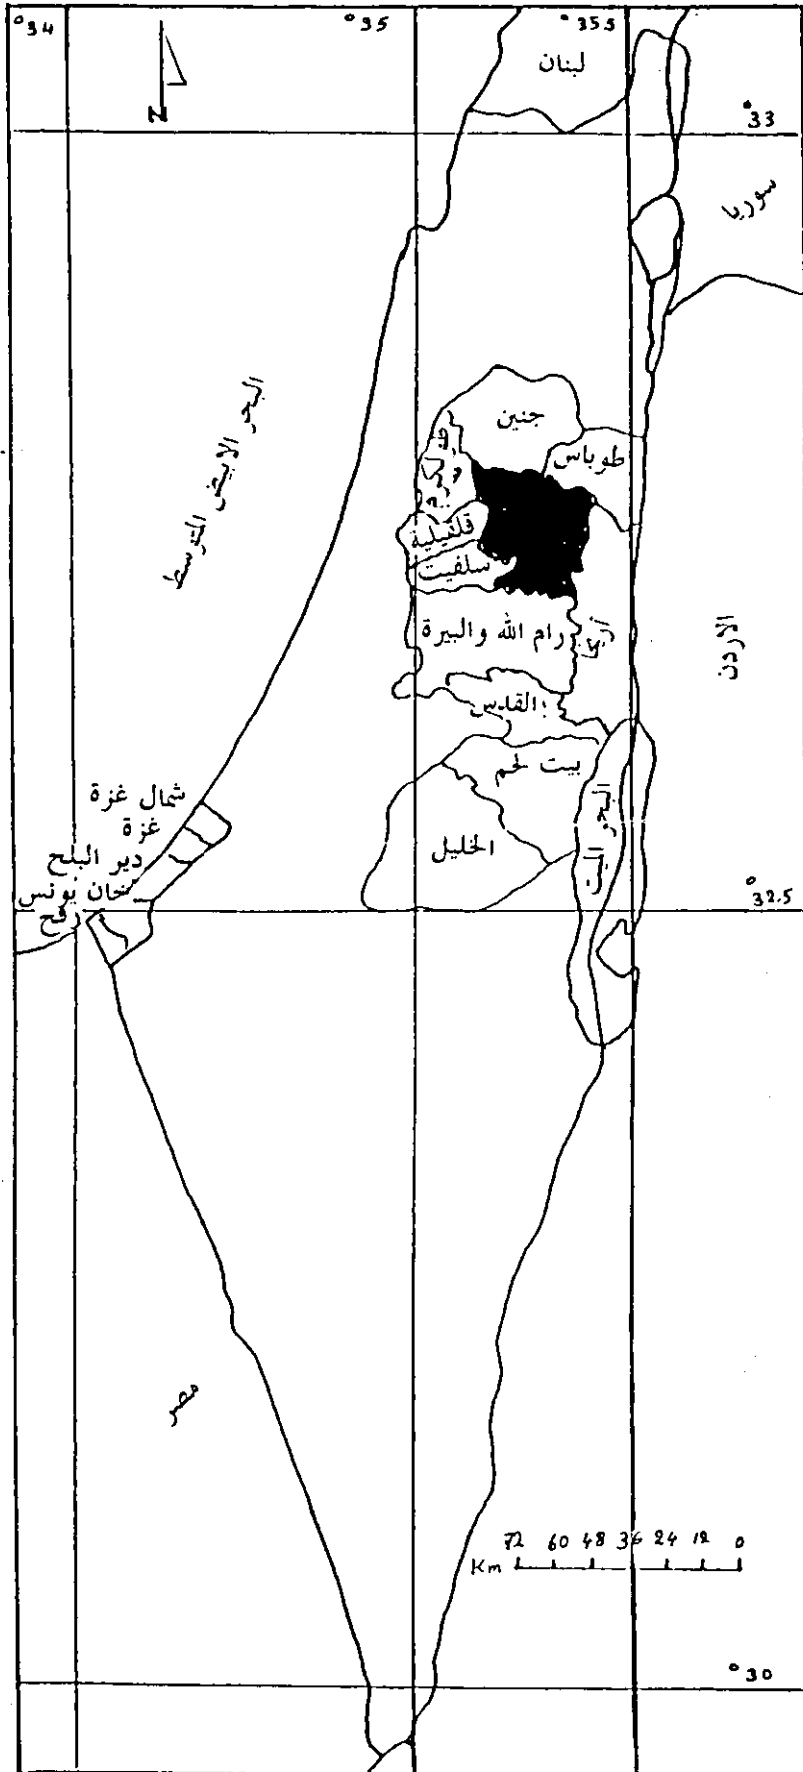 °34
°35
°35.5
N
لبنان
°33
سوريا
البحر الابيض المتوسط
جنين
طوباس
قلقيلية
سلفيت
رام الله والبيرة
القدس
بيت لحم
الخليل
الاردن
شمال غزة
غزة
دير البلح
خان يونس
رفح
°32.5
مصر
72 60 48 36 24 12 0
Km
°30